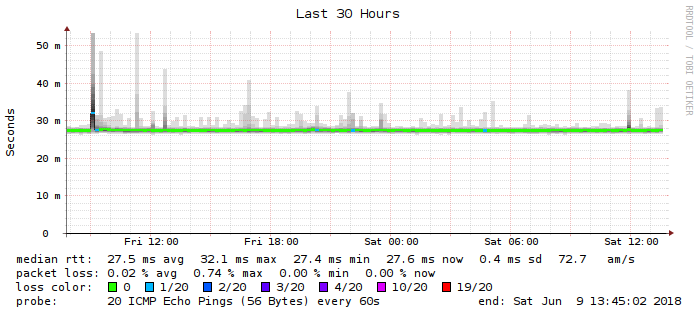 Last 30 Hours
RRDTOOL / TOBI OETIKER
Seconds
50 m
40 m
30 m
20 m
10 m
0
Fri 12:00 Fri 18:00 Sat 00:00 Sat 06:00 Sat 12:00
median rtt: 27.5 ms avg 32.1 ms max 27.4 ms min 27.6 ms now 0.4 ms sd 72.7 am/s
packet loss: 0.02 % avg 0.74 % max 0.00 % min 0.00 % now
loss color: 0 1/20 2/20 3/20 4/20 10/20 19/20
probe: 20 ICMP Echo Pings (56 Bytes) every 60s end: Sat Jun 9 13:45:02 2018